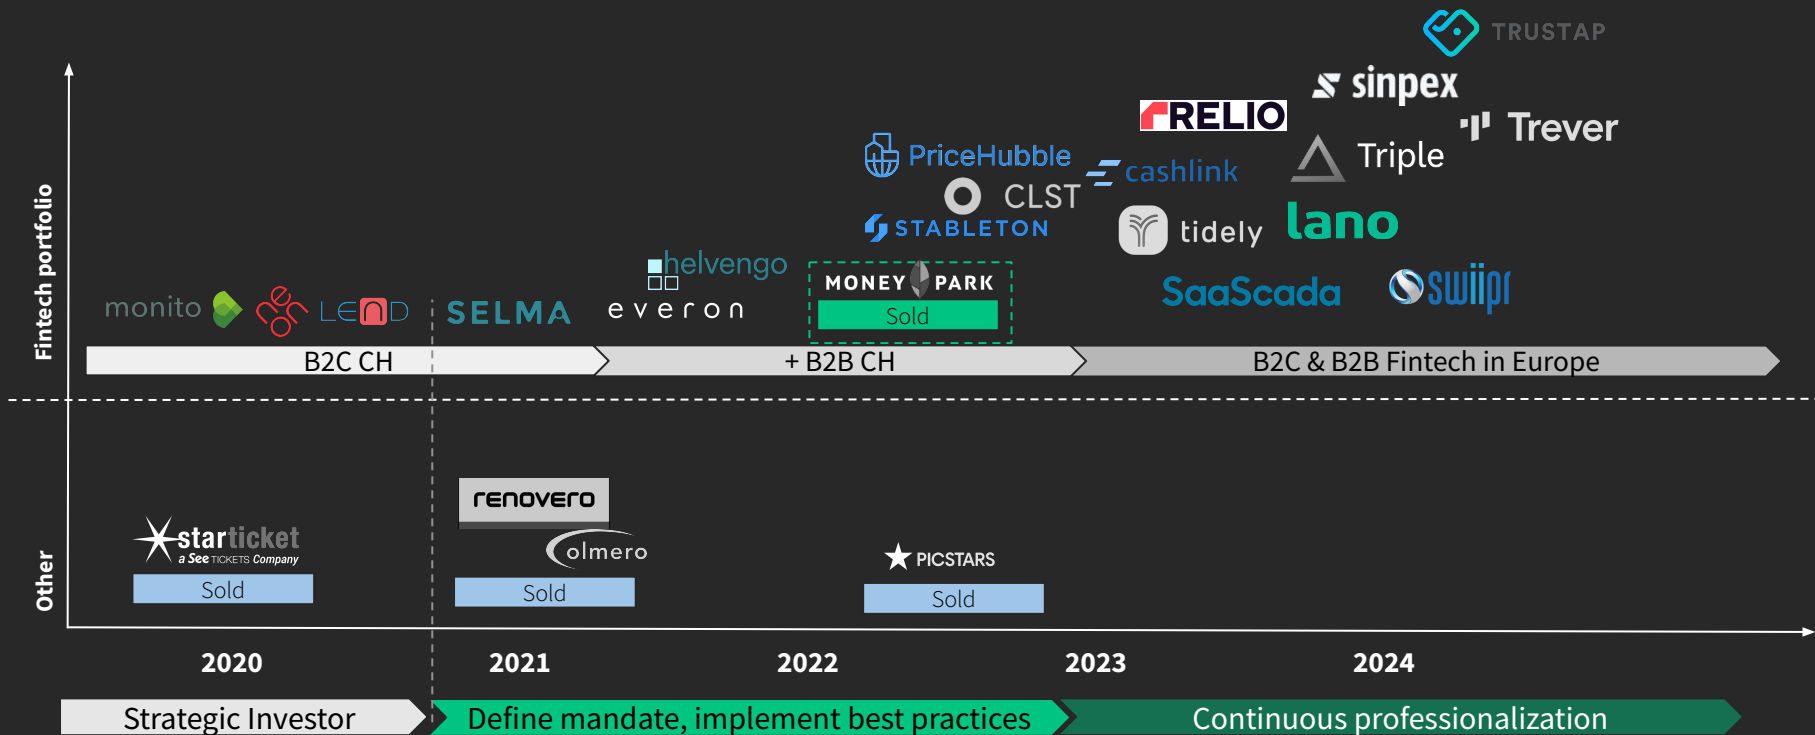 TRUSTAP
sinpex
RELIO
Trever
PriceHubble
Triple
cashlink
CLST
STABLETON
tidely
lano
Fintech portfolio
helvengo
MONEY PARK
SaaScada
swiipr
monito
LEND
SELMA
everon
Sold
B2C CH
+ B2B CH
B2C & B2B Fintech in Europe
Other
renovero
starticket
a See TICKETS Company
olmero
PICSTARS
Sold
Sold
Sold
2020
2021
2022
2023
2024
Strategic Investor
Define mandate, implement best practices
Continuous professionalization